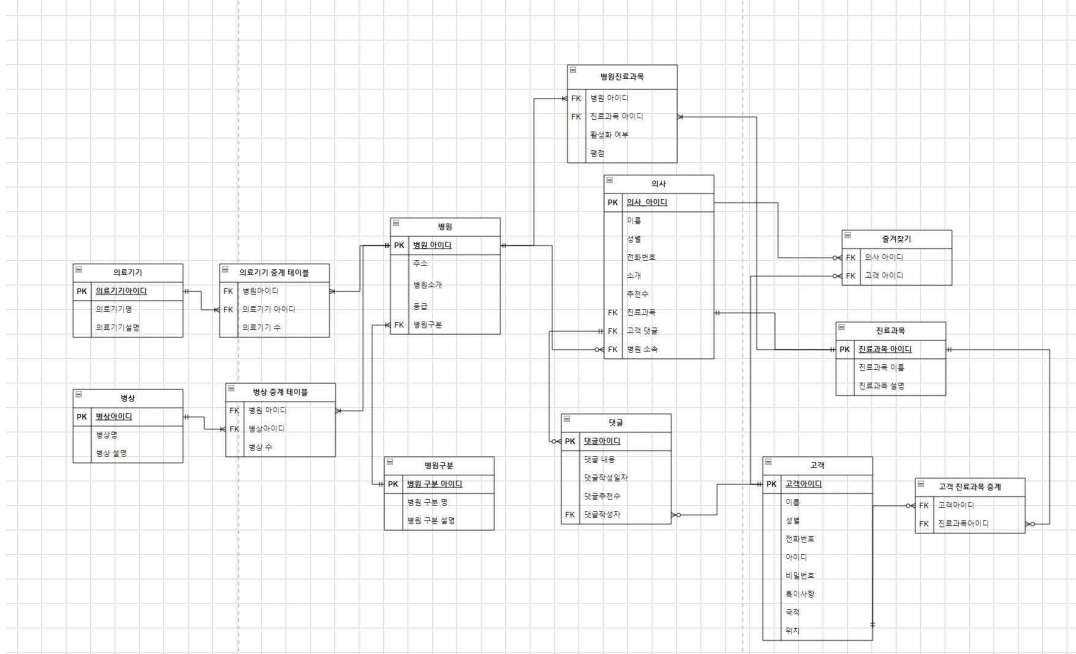 병원진료과목
FK 병원 아이디
FK 진료과목 아이디
활성화 여부
평점
의사
PK 의사_아이디
이름
성별
전화번호
소개
추천수
FK 진료과목
FK 고객 댓글
FK 병원 소속
병원
PK 병원 아이디
주소
병원소개
등급
FK 병원구분
즐겨찾기
FK 의사 아이디
FK 고객 아이디
의료기기
PK 의료기기아이디
의료기기명
의료기기설명
의료기기 중계 테이블
FK 병원아이디
FK 의료기기 아이디
의료기기 수
진료과목
PK 진료과목 아이디
진료과목 이름
진료과목 설명
병상
PK 병상아이디
병상명
병상 설명
병상 중계 테이블
FK 병원 아이디
FK 병상아이디
병상 수
댓글
PK 댓글아이디
댓글 내용
댓글작성일자
댓글추천수
FK 댓글작성자
병원구분
PK 병원 구분 아이디
병원 구분 명
병원 구분 설명
고객
PK 고객아이디
이름
성별
전화번호
아이디
비밀번호
특이사항
국적
위치
고객 진료과목 중계
FK 고객아이디
FK 진료과목아이디